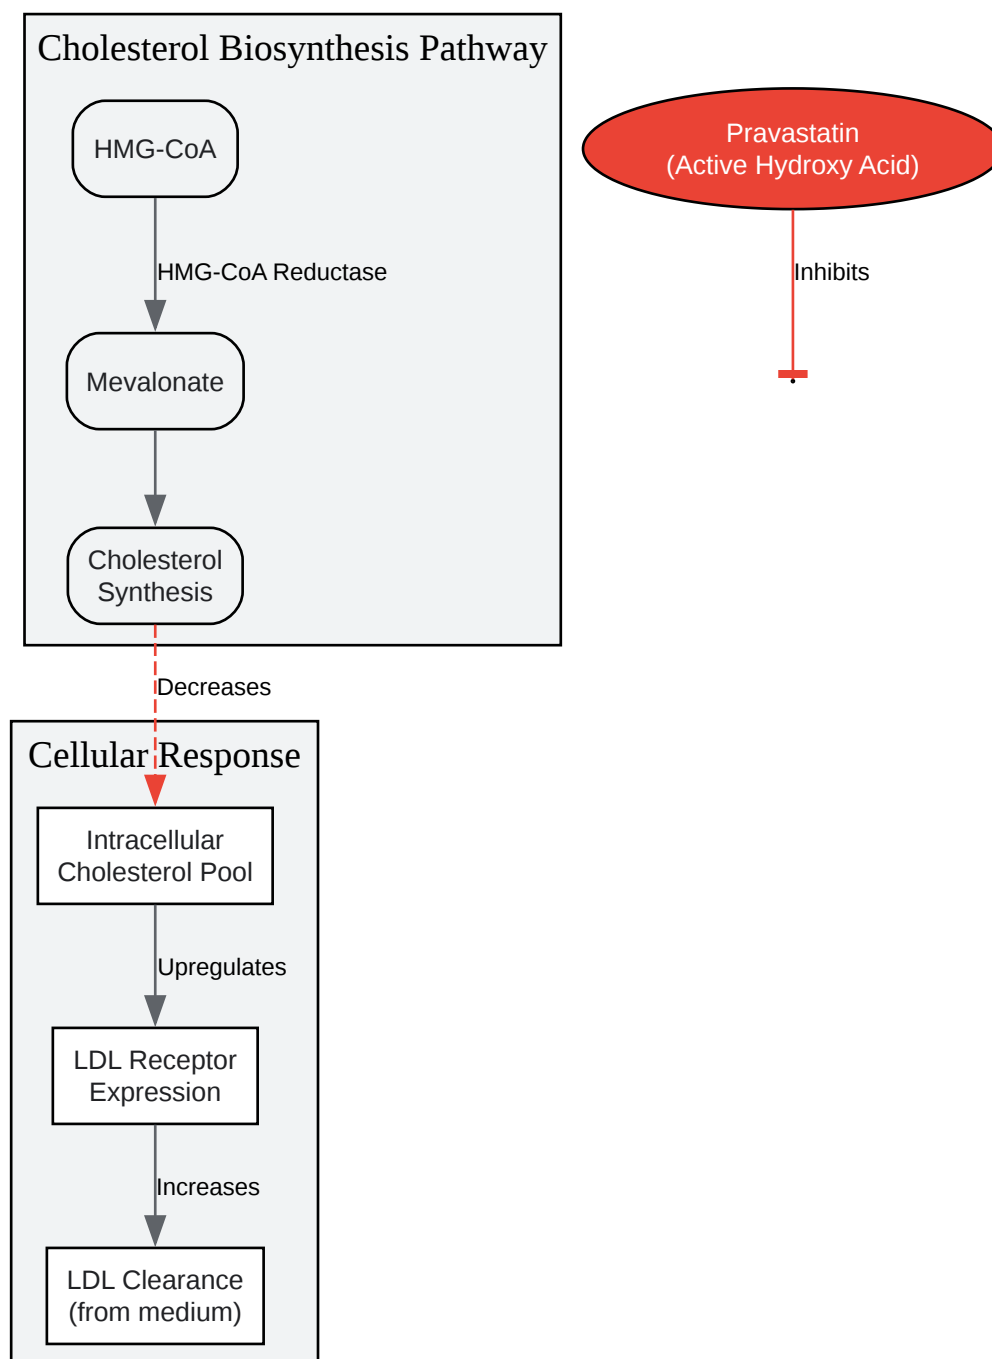 Cholesterol Biosynthesis Pathway
HMG-CoA
Pravastatin
(Active Hydroxy Acid)
HMG-CoA Reductase
Inhibits
Mevalonate
Cholesterol
Synthesis
Decreases
Cellular Response
Intracellular
Cholesterol Pool
Upregulates
LDL Receptor
Expression
Increases
LDL Clearance
(from medium)